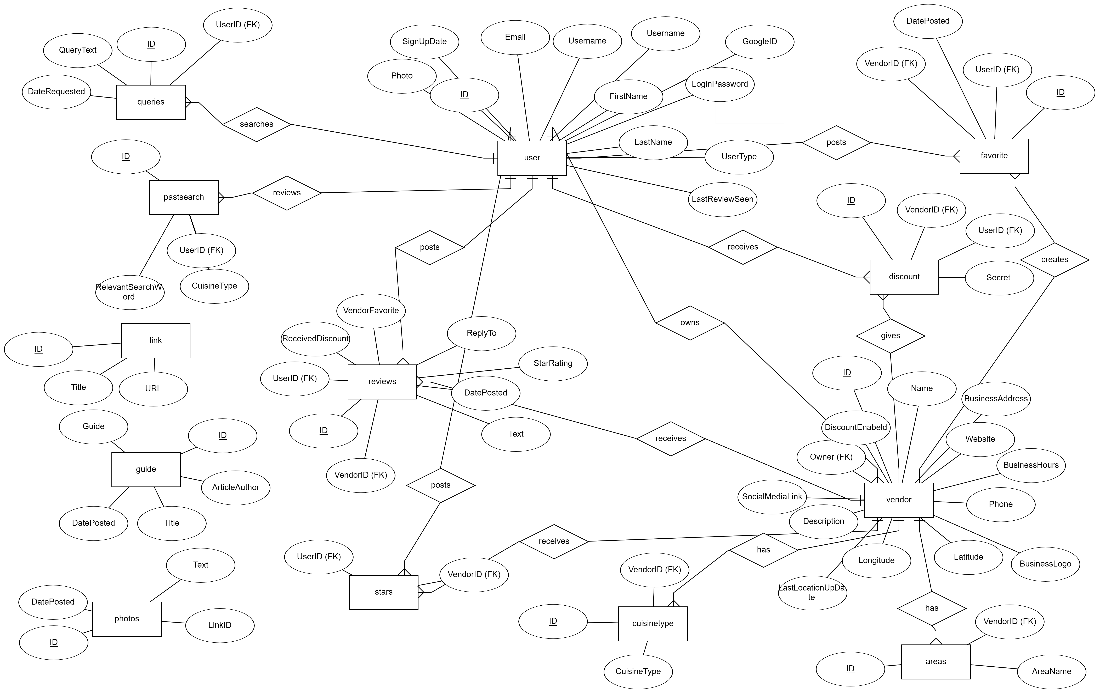 DatePosted
UserID (FK)
Email
Username
Username
GoogleID
SignUpDate
ID
QueryText
VendorID (FK)
UserID (FK)
Photo
LoginPassword
DateRequested
ID
FirstName
ID
queries
searches
LastName
posts
favorite
user
UserType
ID
pastsearch
reviews
LastReviewSeen
ID
VendorID (FK)
UserID (FK)
UserID (FK)
posts
receives
creates
RelevantSearchW
ord
CuisineType
discount
Secret
VendorFavorite
ReceivedDiscount
ReplyTo
owns
gives
ID
link
StarRating
ID
Title
URL
UserID (FK)
reviews
DatePosted
Name
BusinessAddress
Guide
ID
ID
Text
DiscountEnabeld
Website
receives
guide
Owner (FK)
BusinessHours
ArticleAuthor
VendorID (FK)
posts
SocialMediaLink
vendor
Phone
DatePosted
Title
Description
receives
has
Longitude
Latitude
BusinessLogo
UserID (FK)
VendorID (FK)
Text
VendorID (FK)
LastLocationUpDa
te
stars
DatePosted
photos
LinkID
ID
has
VendorID (FK)
ID
cuisinetype
CuisineType
ID
areas
AreaName